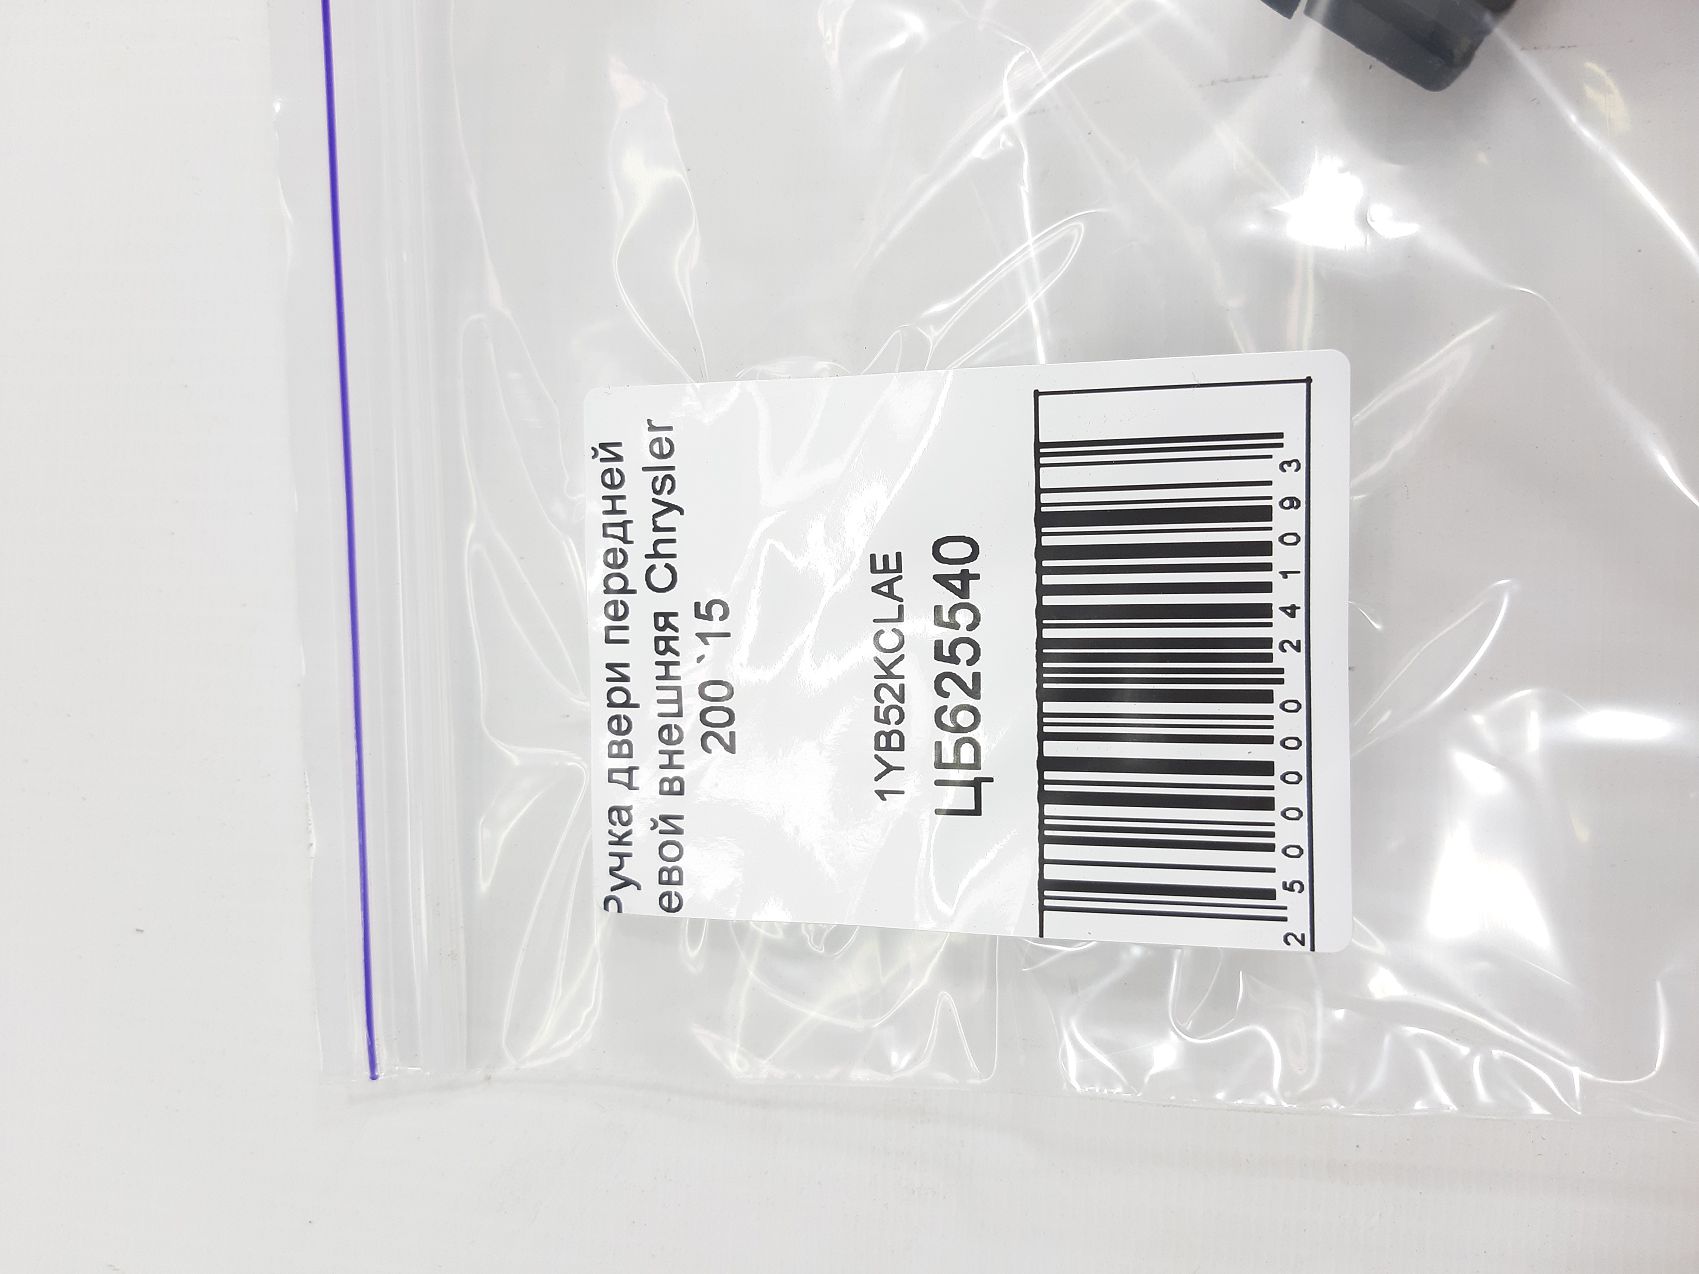 Ручка двери передней
евой внешняя Chrysler
200 `15
1YB52KCLAE
ЦБ625540
2500000241093